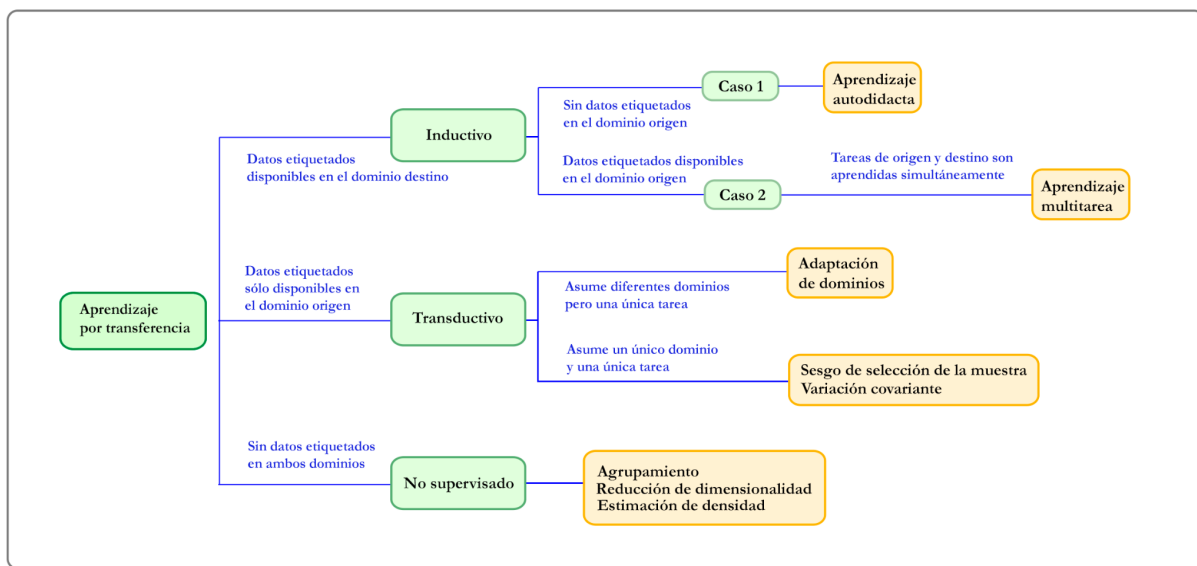 Aprendizaje
por transferencia
Datos etiquetados
disponibles en el dominio destino
Inductivo
Sin datos etiquetados
en el dominio origen
Caso 1
Aprendizaje
autodidacta
Datos etiquetados disponibles
en el dominio origen
Caso 2
Tareas de origen y destino son
aprendidas simultáneamente
Aprendizaje
multitarea
Datos etiquetados
sólo disponibles en
el dominio origen
Transductivo
Asume diferentes dominios
pero una única tarea
Adaptación
de dominios
Asume un único dominio
y una única tarea
Sesgo de selección de la muestra
Variación covariante
Sin datos etiquetados
en ambos dominios
No supervisado
Agrupamiento
Reducción de dimensionalidad
Estimación de densidad